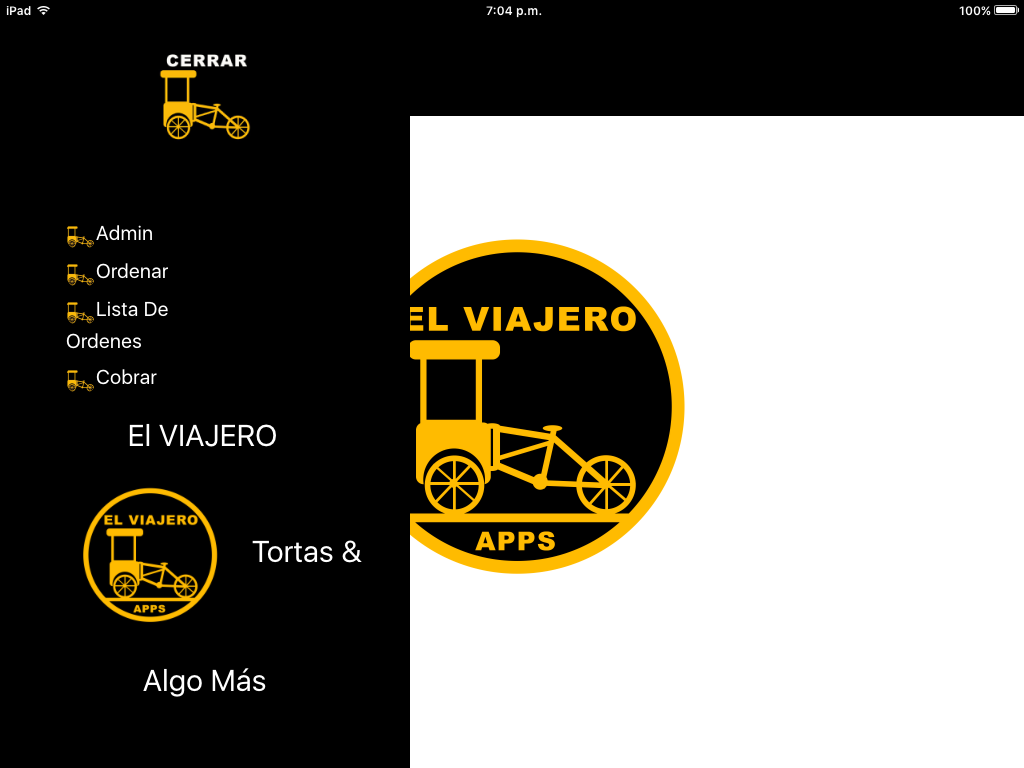 iPad
7:04 p.m.
100%
CERRAR
Admin
Ordenar
Lista De
Ordenes
Cobrar
El VIAJERO
EL VIAJERO
APPS
Tortas &
Algo Más
EL VIAJERO
APPS